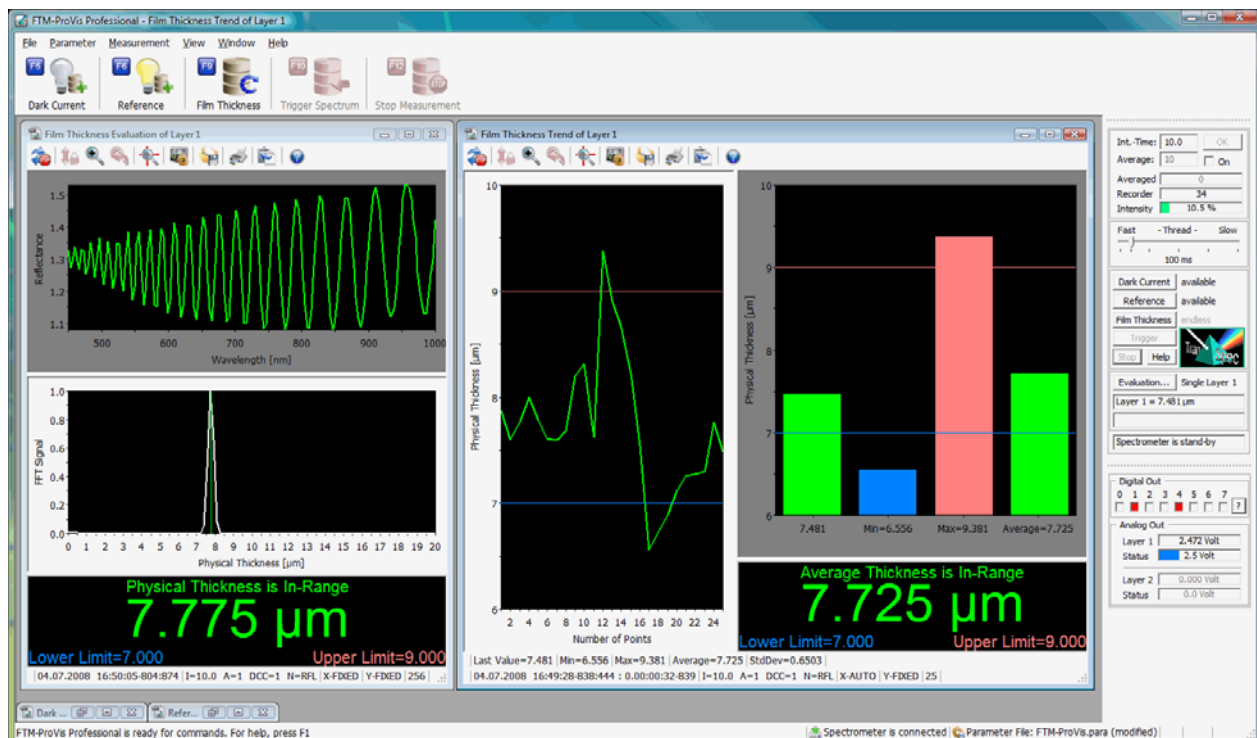 FTM-ProVis Professional - Film Thickness Trend of Layer 1
File Parameter Measurement View Window Help
F5 F6 F9 F10 F12
Dark Current Reference Film Thickness Trigger Spectrum Stop Measurement
Film Thickness Evaluation of Layer 1
1.5
1.4
1.3
1.2
1.1
Reflectance
500 600 700 800 900 1000
Wavelength [nm]
1.0
0.8
0.6
0.4
0.2
0.0
FFT Signal
0 1 2 3 4 5 6 7 8 9 10 11 12 13 14 15 16 17 18 19 20
Physical Thickness [µm]
Physical Thickness is In-Range
7.775 µm
Lower Limit=7.000 Upper Limit=9.000
04.07.2008 16:50:05-804:874 I=10.0 A=1 DCC=1 N=RFL X-FIXED Y-FIXED 256
Film Thickness Trend of Layer 1
10
9
8
7
6
Physical Thickness [µm]
2 4 6 8 10 12 14 16 18 20 22 24
Number of Points
10
9
8
7
6
Physical Thickness [µm]
7.481 Min=6.556 Max=9.381 Average=7.725
Average Thickness is In-Range
7.725 µm
Lower Limit=7.000 Upper Limit=9.000
Last Value=7.481 Min=6.556 Max=9.381 Average=7.725 StdDev=0.6503
04.07.2008 16:49:28-838:444 : 0.00:00:32-839 I=10.0 A=1 DCC=1 N=RFL X-AUTO Y-FIXED 25
Int.-Time: 10.0 OK
Average: 10 On
Averaged 0
Recorder 34
Intensity 10.5 %
Fast - Thread - Slow
100 ms
Dark Current available
Reference available
Film Thickness endless
Trigger
Stop Help
Tran SPEC
Evaluation... Single Layer 1
Layer 1 = 7.481 µm
Spectrometer is stand-by
Digital Out
0 1 2 3 4 5 6 7
?
Analog Out
Layer 1 2.472 Volt
Status 2.5 Volt
Layer 2 0.000 Volt
Status 0.0 Volt
Dark ... Refer...
FTM-ProVis Professional is ready for commands. For help, press F1
Spectrometer is connected Parameter File: FTM-ProVis.para (modified)